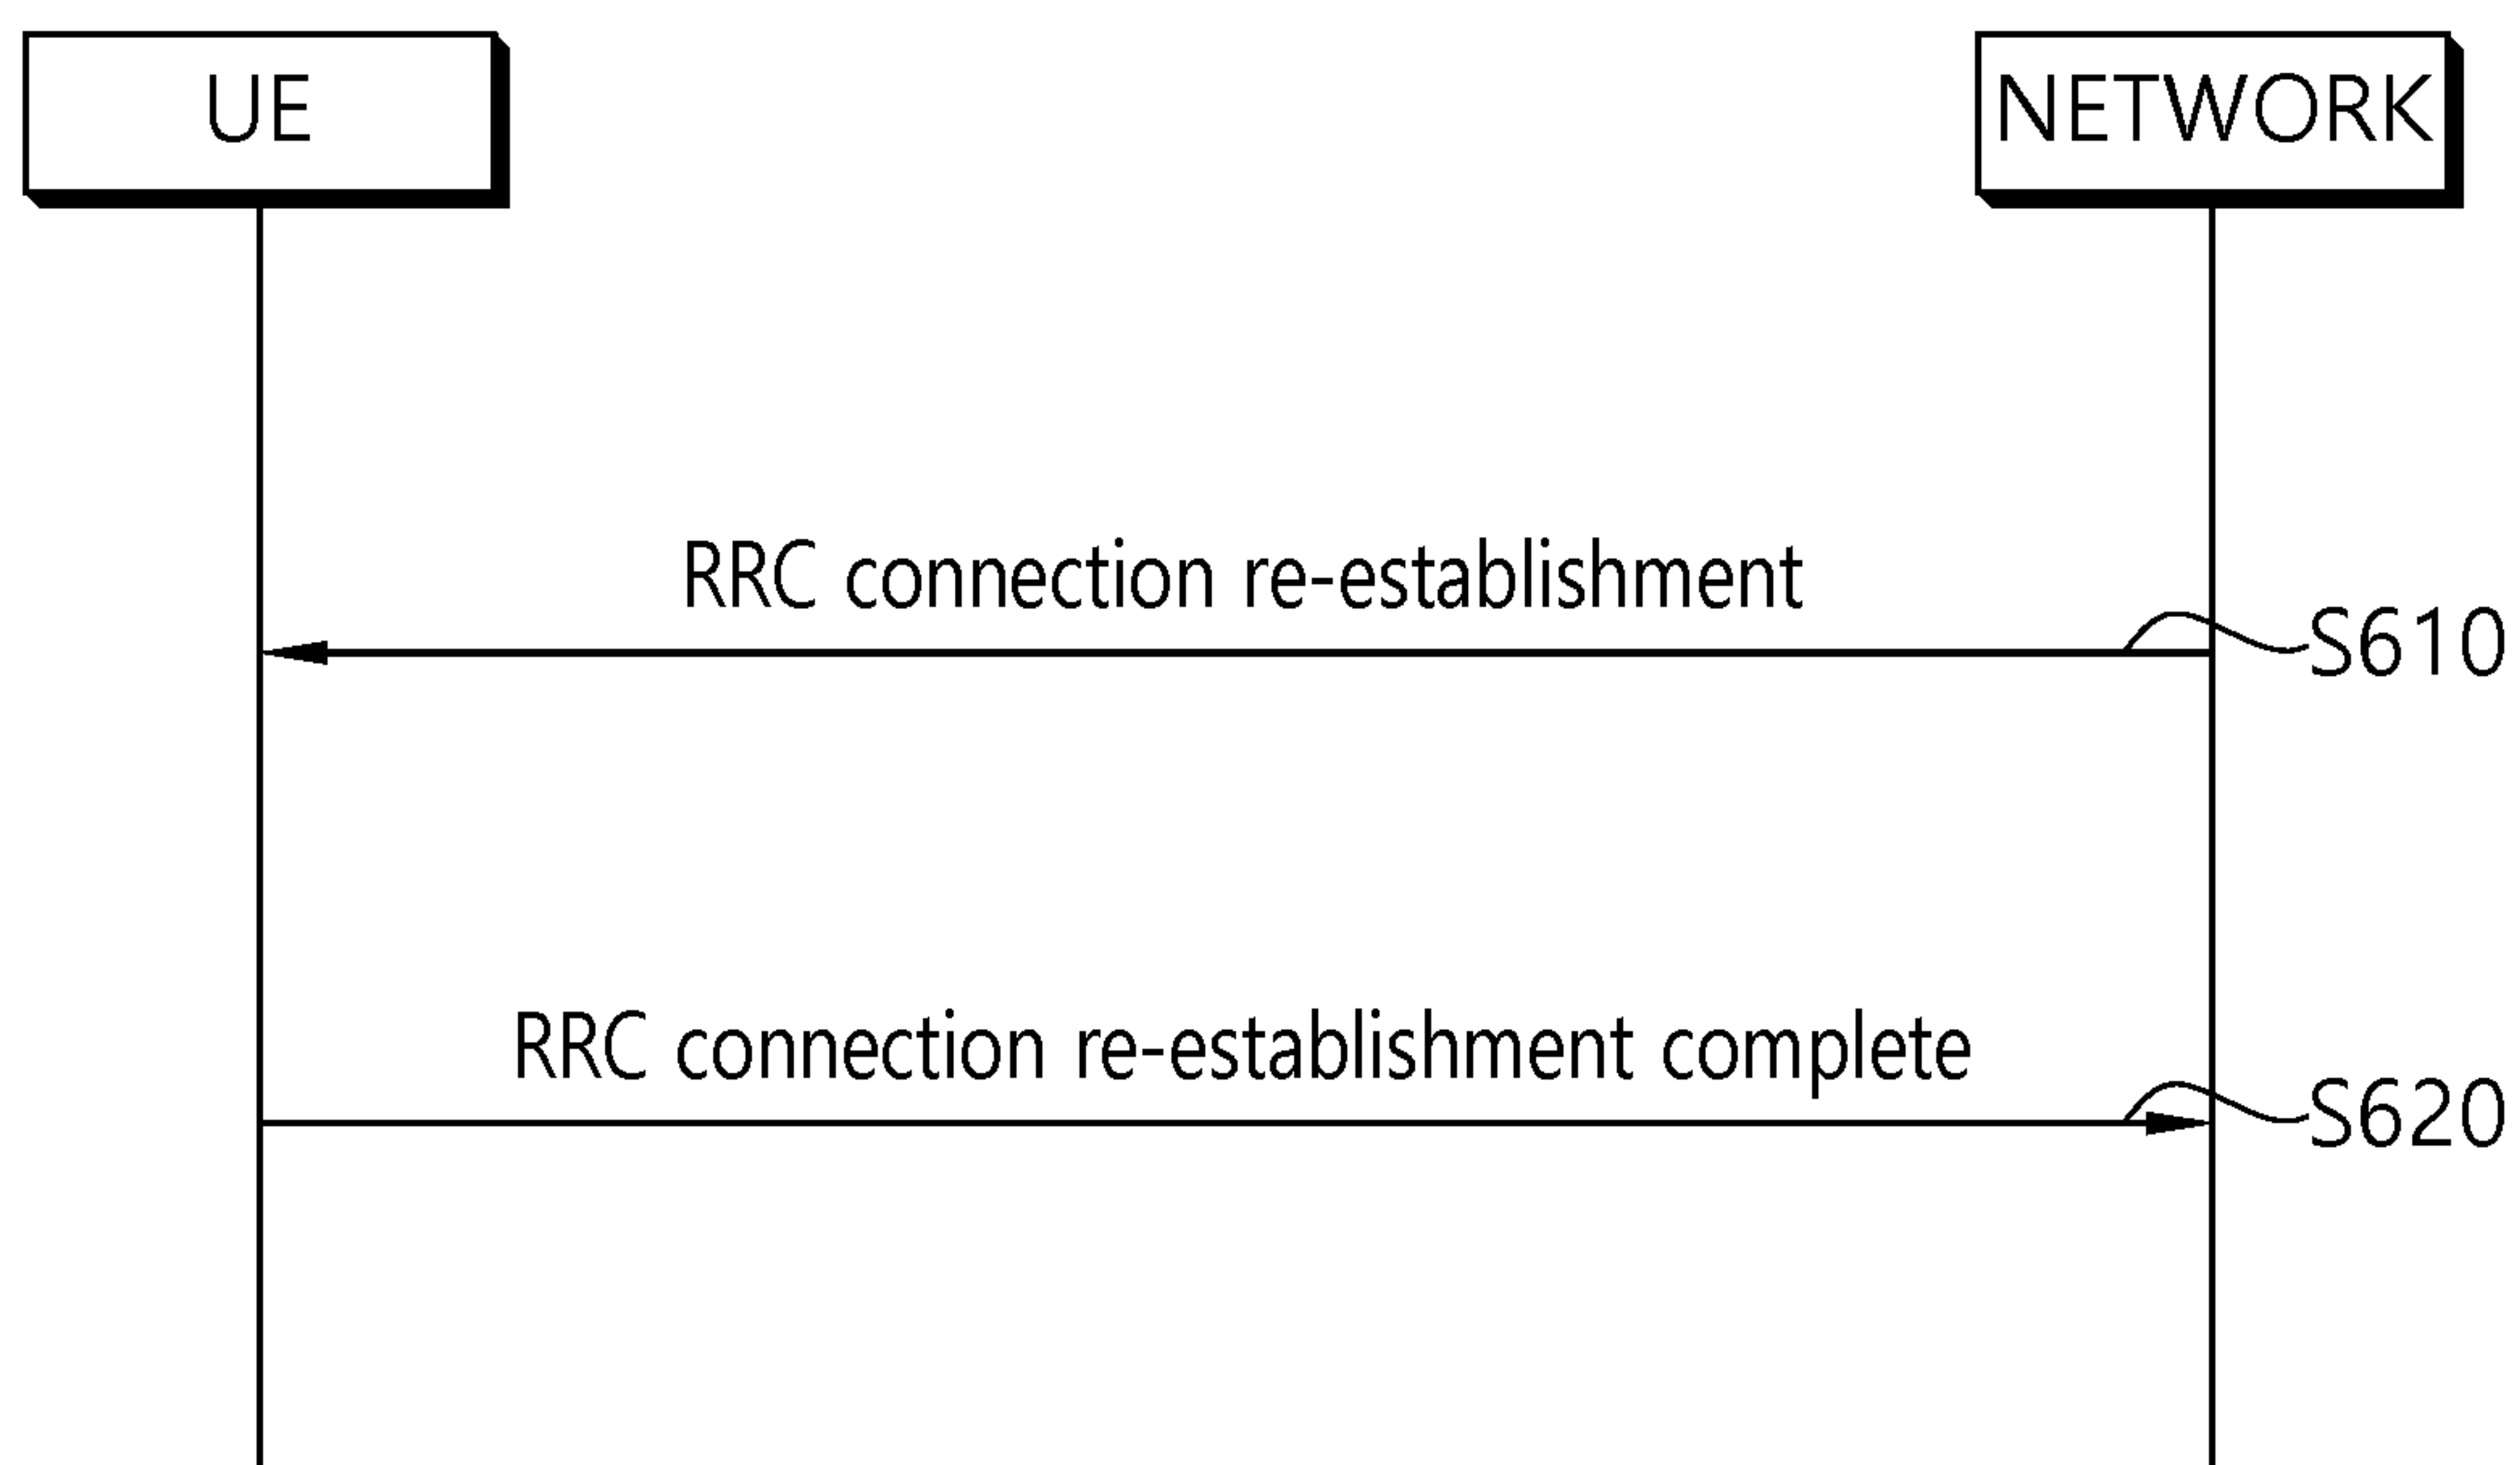 UE
NETWORK
RRC connection re-establishment
S610
RRC connection re-establishment complete
S620